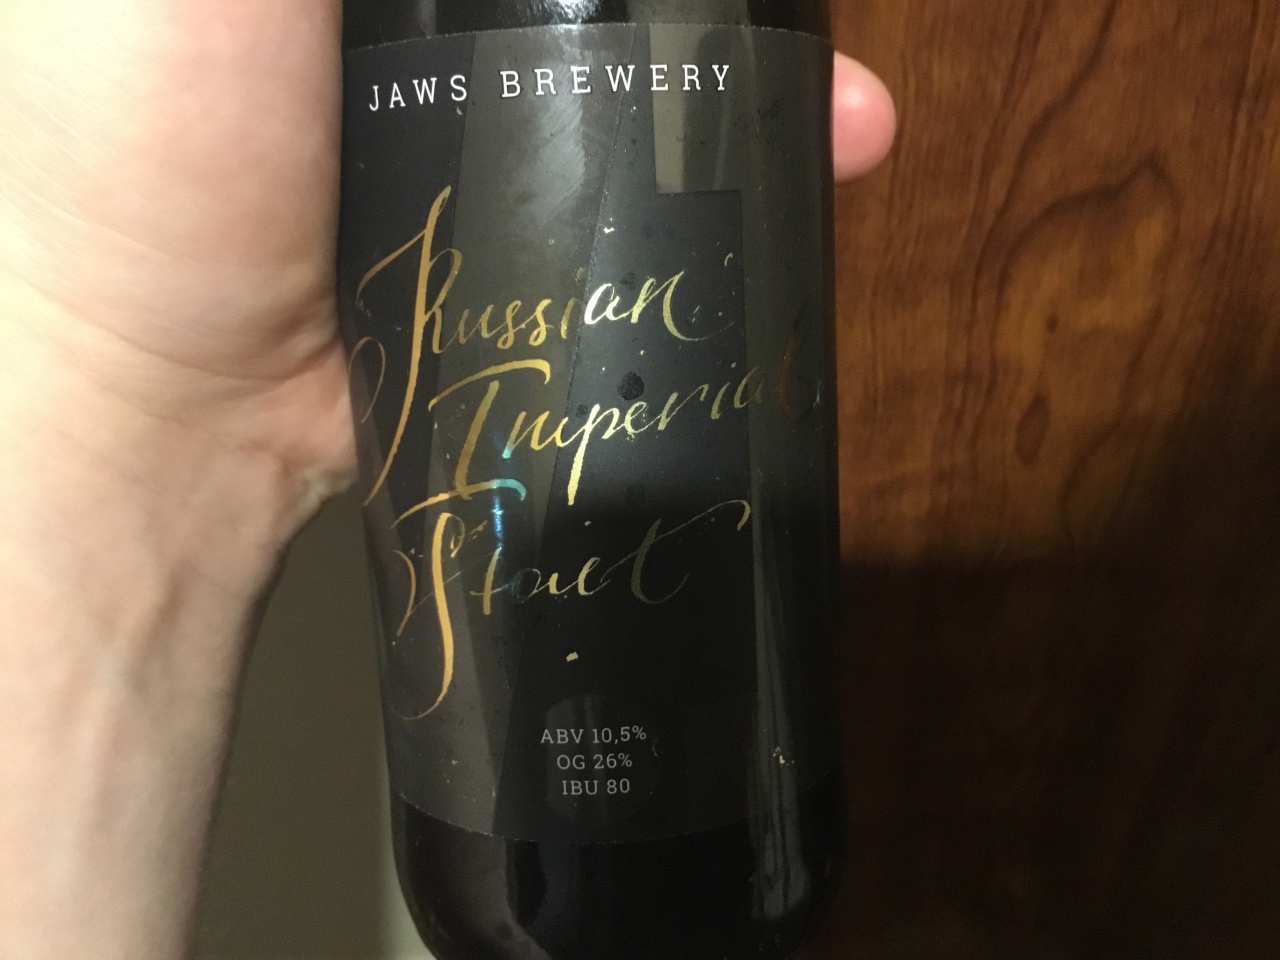 JAWS BREWERY
Russian
Imperial
Stout
ABV 10,5%
OG 26%
IBU 80